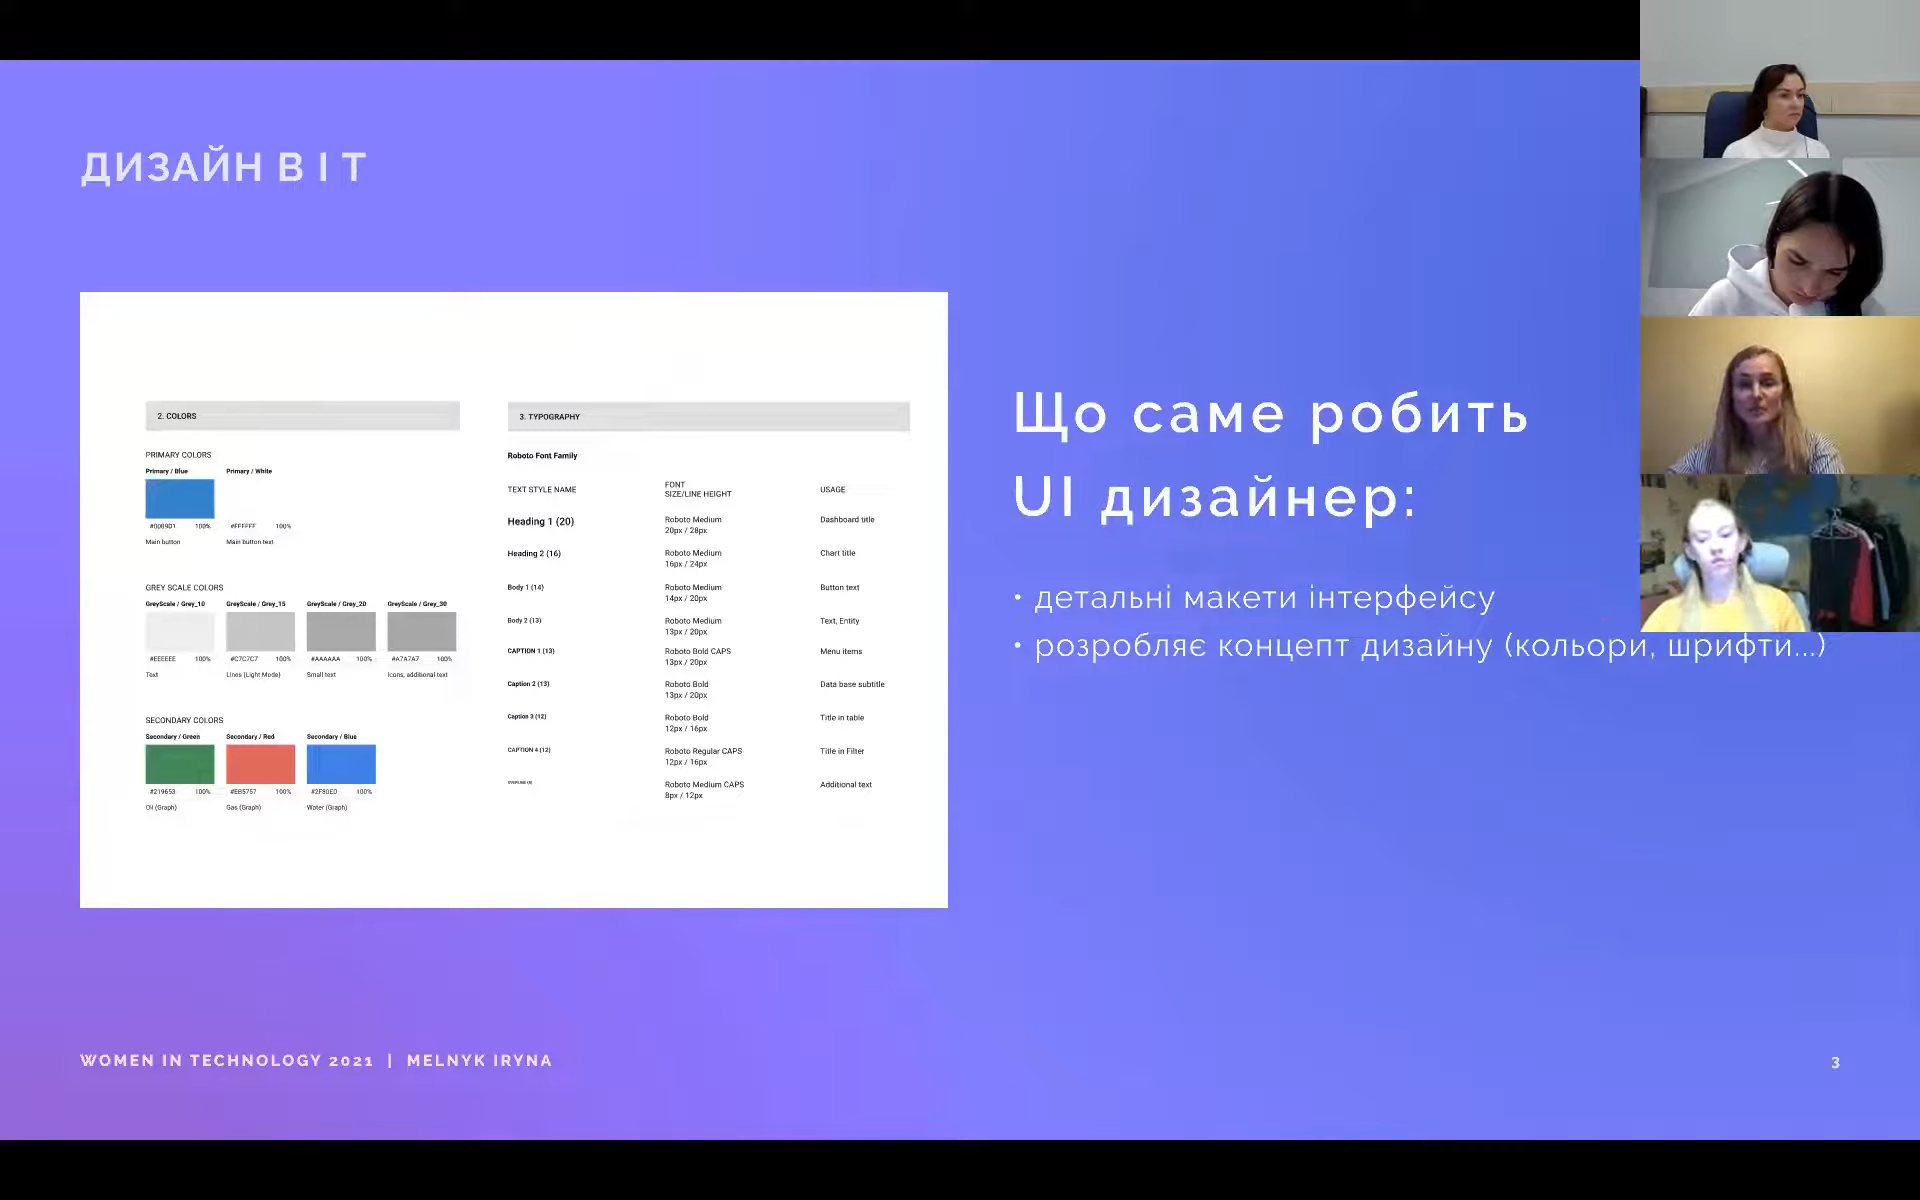 ДИЗАЙН В І Т
2. COLORS
PRIMARY COLORS
Primary / Blue Primary / White
100% #FFFFFF 100%
Main button Main button text
GREY SCALE COLORS
GreyScale / Grey_10 GreyScale / Grey_15 GreyScale / Grey_20 GreyScale / Grey_30
#EEEEEE 100% #C7C7C7 100% #AAAAAA 100% #A7A7A7 100%
Text Lines (Light Mode) Small text Icons, additional text
SECONDARY COLORS
Secondary / Green Secondary / Red Secondary / Blue
#219653 100% #EB5757 100% #2F80ED 100%
Oil (Graph) Gas (Graph) Water (Graph)
3. TYPOGRAPHY
Roboto Font Family
TEXT STYLE NAME FONT SIZE/LINE HEIGHT USAGE
Heading 1 (20) Roboto Medium Dashboard title
20px / 28px
Heading 2 (16) Roboto Medium Chart title
16px / 24px
Body 1 (14) Roboto Medium Button text
14px / 20px
Body 2 (13) Roboto Medium Text, Entity
13px / 20px
CAPTION 1 (13) Roboto Bold CAPS Menu items
13px / 20px
Caption 2 (13) Roboto Bold Data base subtitle
13px / 20px
Caption 3 (12) Roboto Bold Title in table
12px / 16px
CAPTION 4 (12) Roboto Regular CAPS Title in Filter
12px / 16px
Roboto Medium CAPS Additional text
8px / 12px
Що саме робить
UI дизайнер:
• детальні макети інтерфейсу
• розробляє концепт дизайну (кольори, шрифти...)
WOMEN IN TECHNOLOGY 2021 | MELNYK IRYNA
3